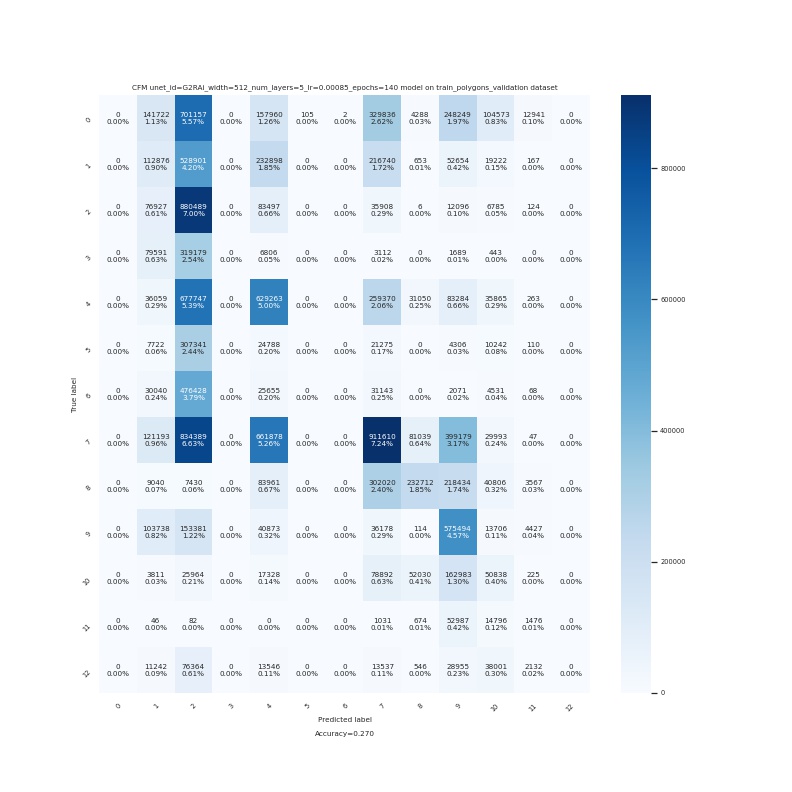 CFM unet_id=G2RAI_width=512_num_layers=5_lr=0.00085_epochs=140 model on train_polygons_validation dataset
0 141722 701157 0 157960 105 2 329836 4288 248249 104573 12941 0
0.00% 1.13% 5.57% 0.00% 1.26% 0.00% 0.00% 2.62% 0.03% 1.97% 0.83% 0.10% 0.00%
0
0 112876 528901 0 232898 0 0 216740 653 52654 19222 167 0
0.00% 0.90% 4.20% 0.00% 1.85% 0.00% 0.00% 1.72% 0.01% 0.42% 0.15% 0.00% 0.00%
1
800000
0 76927 880489 0 83497 0 0 35908 6 12096 6785 124 0
0.00% 0.61% 7.00% 0.00% 0.66% 0.00% 0.00% 0.29% 0.00% 0.10% 0.05% 0.00% 0.00%
2
0 79591 319179 0 6806 0 0 3112 0 1689 443 0 0
0.00% 0.63% 2.54% 0.00% 0.05% 0.00% 0.00% 0.02% 0.00% 0.01% 0.00% 0.00% 0.00%
3
600000
0 36059 677747 0 629263 0 0 259370 31050 83284 35865 263 0
0.00% 0.29% 5.39% 0.00% 5.00% 0.00% 0.00% 2.06% 0.25% 0.66% 0.29% 0.00% 0.00%
4
0 7722 307341 0 24788 0 0 21275 0 4306 10242 110 0
0.00% 0.06% 2.44% 0.00% 0.20% 0.00% 0.00% 0.17% 0.00% 0.03% 0.08% 0.00% 0.00%
5
True label
0 30040 476428 0 25655 0 0 31143 0 2071 4531 68 0
0.00% 0.24% 3.79% 0.00% 0.20% 0.00% 0.00% 0.25% 0.00% 0.02% 0.04% 0.00% 0.00%
6
400000
0 121193 834389 0 661878 0 0 911610 81039 399179 29993 47 0
0.00% 0.96% 6.63% 0.00% 5.26% 0.00% 0.00% 7.24% 0.64% 3.17% 0.24% 0.00% 0.00%
7
0 9040 7430 0 83961 0 0 302020 232712 218434 40806 3567 0
0.00% 0.07% 0.06% 0.00% 0.67% 0.00% 0.00% 2.40% 1.85% 1.74% 0.32% 0.03% 0.00%
8
0 103738 153381 0 40873 0 0 36178 114 575494 13706 4427 0
0.00% 0.82% 1.22% 0.00% 0.32% 0.00% 0.00% 0.29% 0.00% 4.57% 0.11% 0.04% 0.00%
9
200000
0 3811 25964 0 17328 0 0 78892 52030 162983 50838 225 0
0.00% 0.03% 0.21% 0.00% 0.14% 0.00% 0.00% 0.63% 0.41% 1.30% 0.40% 0.00% 0.00%
10
0 46 82 0 0 0 0 1031 674 52987 14796 1476 0
0.00% 0.00% 0.00% 0.00% 0.00% 0.00% 0.00% 0.01% 0.01% 0.42% 0.12% 0.01% 0.00%
11
0 11242 76364 0 13546 0 0 13537 546 28955 38001 2132 0
0.00% 0.09% 0.61% 0.00% 0.11% 0.00% 0.00% 0.11% 0.00% 0.23% 0.30% 0.02% 0.00%
12
0
0 1 2 3 4 5 6 7 8 9 10 11 12
Predicted label
Accuracy=0.270